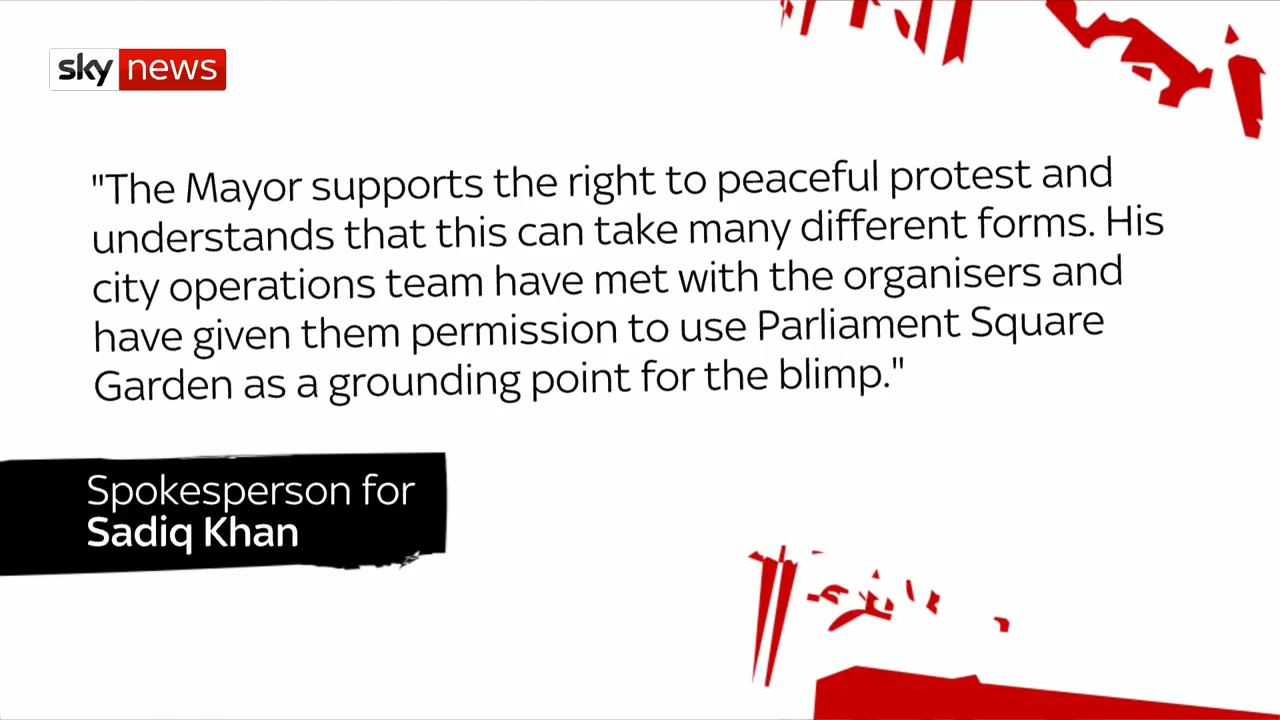 sky news
"The Mayor supports the right to peaceful protest and
understands that this can take many different forms. His
city operations team have met with the organisers and
have given them permission to use Parliament Square
Garden as a grounding point for the blimp."
Spokesperson for
Sadiq Khan